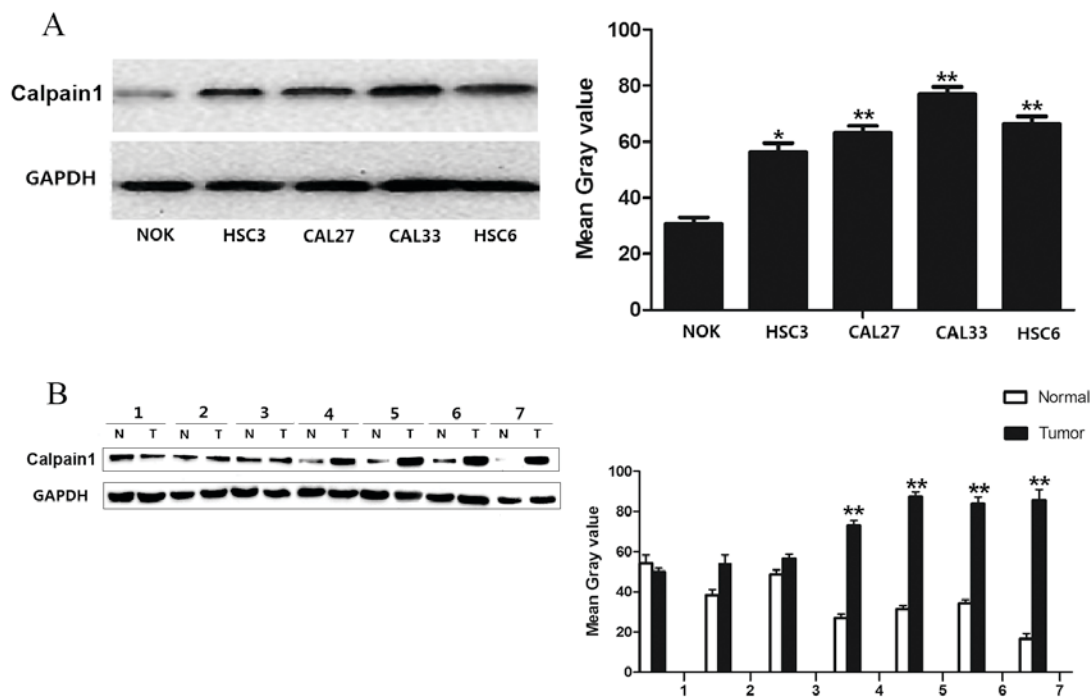 A
Calpain1
GAPDH
NOK HSC3 CAL27 CAL33 HSC6
Mean Gray value
100
80
60
40
20
0
* ** ** **
NOK HSC3 CAL27 CAL33 HSC6
B
1 2 3 4 5 6 7
N T N T N T N T N T N T N T
Calpain1
GAPDH
Normal
Tumor
Mean Gray value
100
80
60
40
20
0
** ** ** **
1 2 3 4 5 6 7